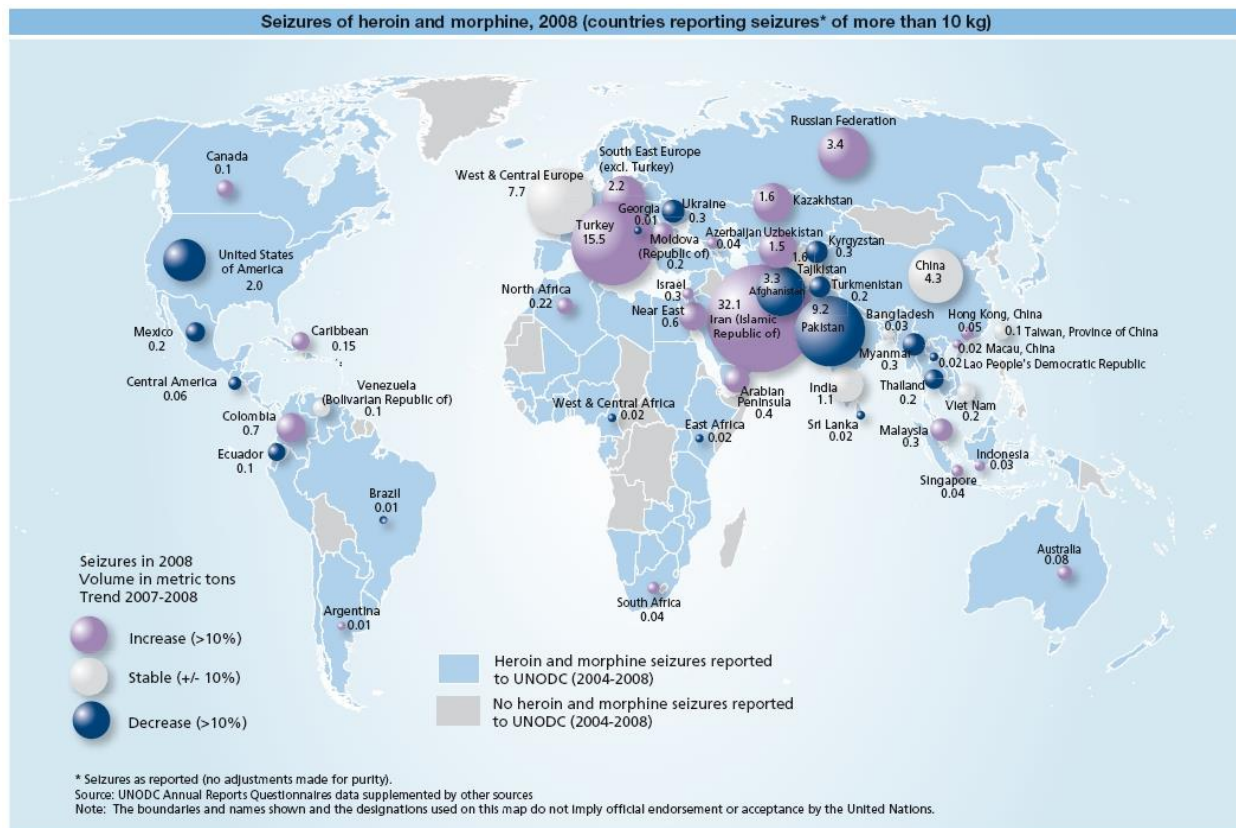 Seizures of heroin and morphine, 2008 (countries reporting seizures* of more than 10 kg)
Russian Federation
3.4
Canada
0.1
South East Europe
(excl. Turkey)
2.2
West & Central Europe
7.7
Kazakhstan
1.6
Ukraine
0.3
Georgia
0.01
Turkey
15.5
Moldova
(Republic of)
0.2
Azerbaijan
0.04
Uzbekistan
1.5
Kyrgyzstan
0.3
1.6
Tajikistan
United States
of America
2.0
China
4.3
Turkmenistan
0.2
3.3
Afghanistan
Israel
0.3
North Africa
0.22
Near East
0.6
32.1
Iran (Islamic
Republic of)
9.2
Pakistan
Bangladesh
0.03
Hong Kong, China
0.05
0.1 Taiwan, Province of China
0.02 Macau, China
0.02 Lao People's Democratic Republic
Mexico
0.2
Caribbean
0.15
Myanmar
0.3
Central America
0.06
Venezuela
(Bolivarian Republic of)
0.1
Arabian
Peninsula
0.4
India
1.1
Thailand
0.2
Viet Nam
0.2
Colombia
0.7
West & Central Africa
0.02
East Africa
0.02
Sri Lanka
0.02
Malaysia
0.3
Ecuador
0.1
Indonesia
0.03
Singapore
0.04
Brazil
0.01
Australia
0.08
South Africa
0.04
Argentina
0.01
Seizures in 2008
Volume in metric tons
Trend 2007-2008
Increase (>10%)
Stable (+/- 10%)
Decrease (>10%)
Heroin and morphine seizures reported
to UNODC (2004-2008)
No heroin and morphine seizures reported
to UNODC (2004-2008)
* Seizures as reported (no adjustments made for purity).
Source: UNODC Annual Reports Questionnaires data supplemented by other sources
Note: The boundaries and names shown and the designations used on this map do not imply official endorsement or acceptance by the United Nations.